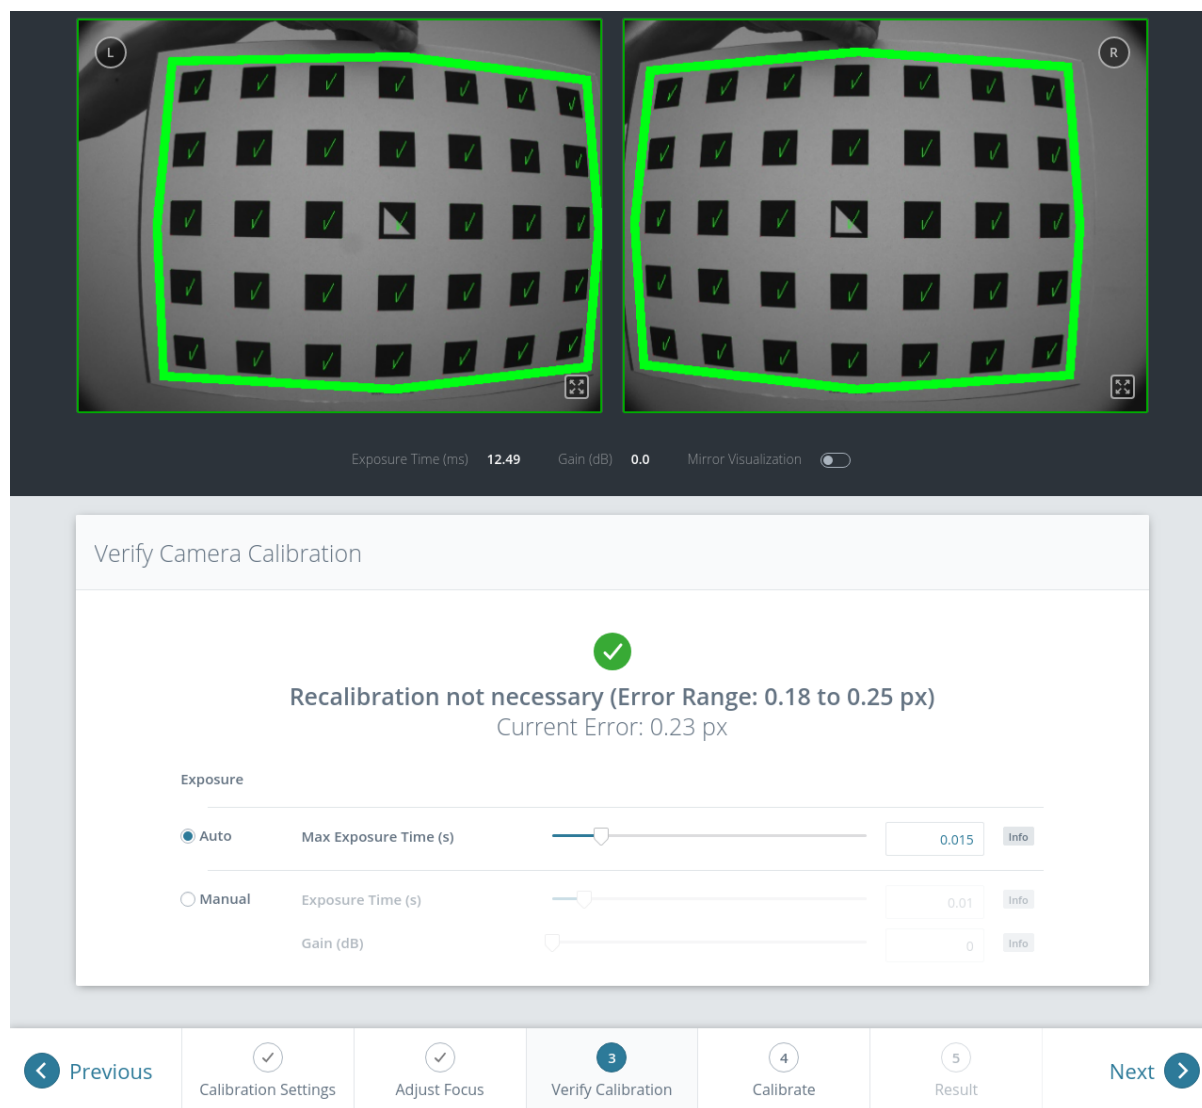 L
R
Exposure Time (ms) 12.49 Gain (dB) 0.0 Mirror Visualization
Verify Camera Calibration
Recalibration not necessary (Error Range: 0.18 to 0.25 px)
Current Error: 0.23 px
Exposure
Auto Max Exposure Time (s) 0.015 Info
Manual Exposure Time (s) 0.01 Info
Gain (dB) 0 Info
Previous
Calibration Settings
Adjust Focus
3
Verify Calibration
4
Calibrate
5
Result
Next